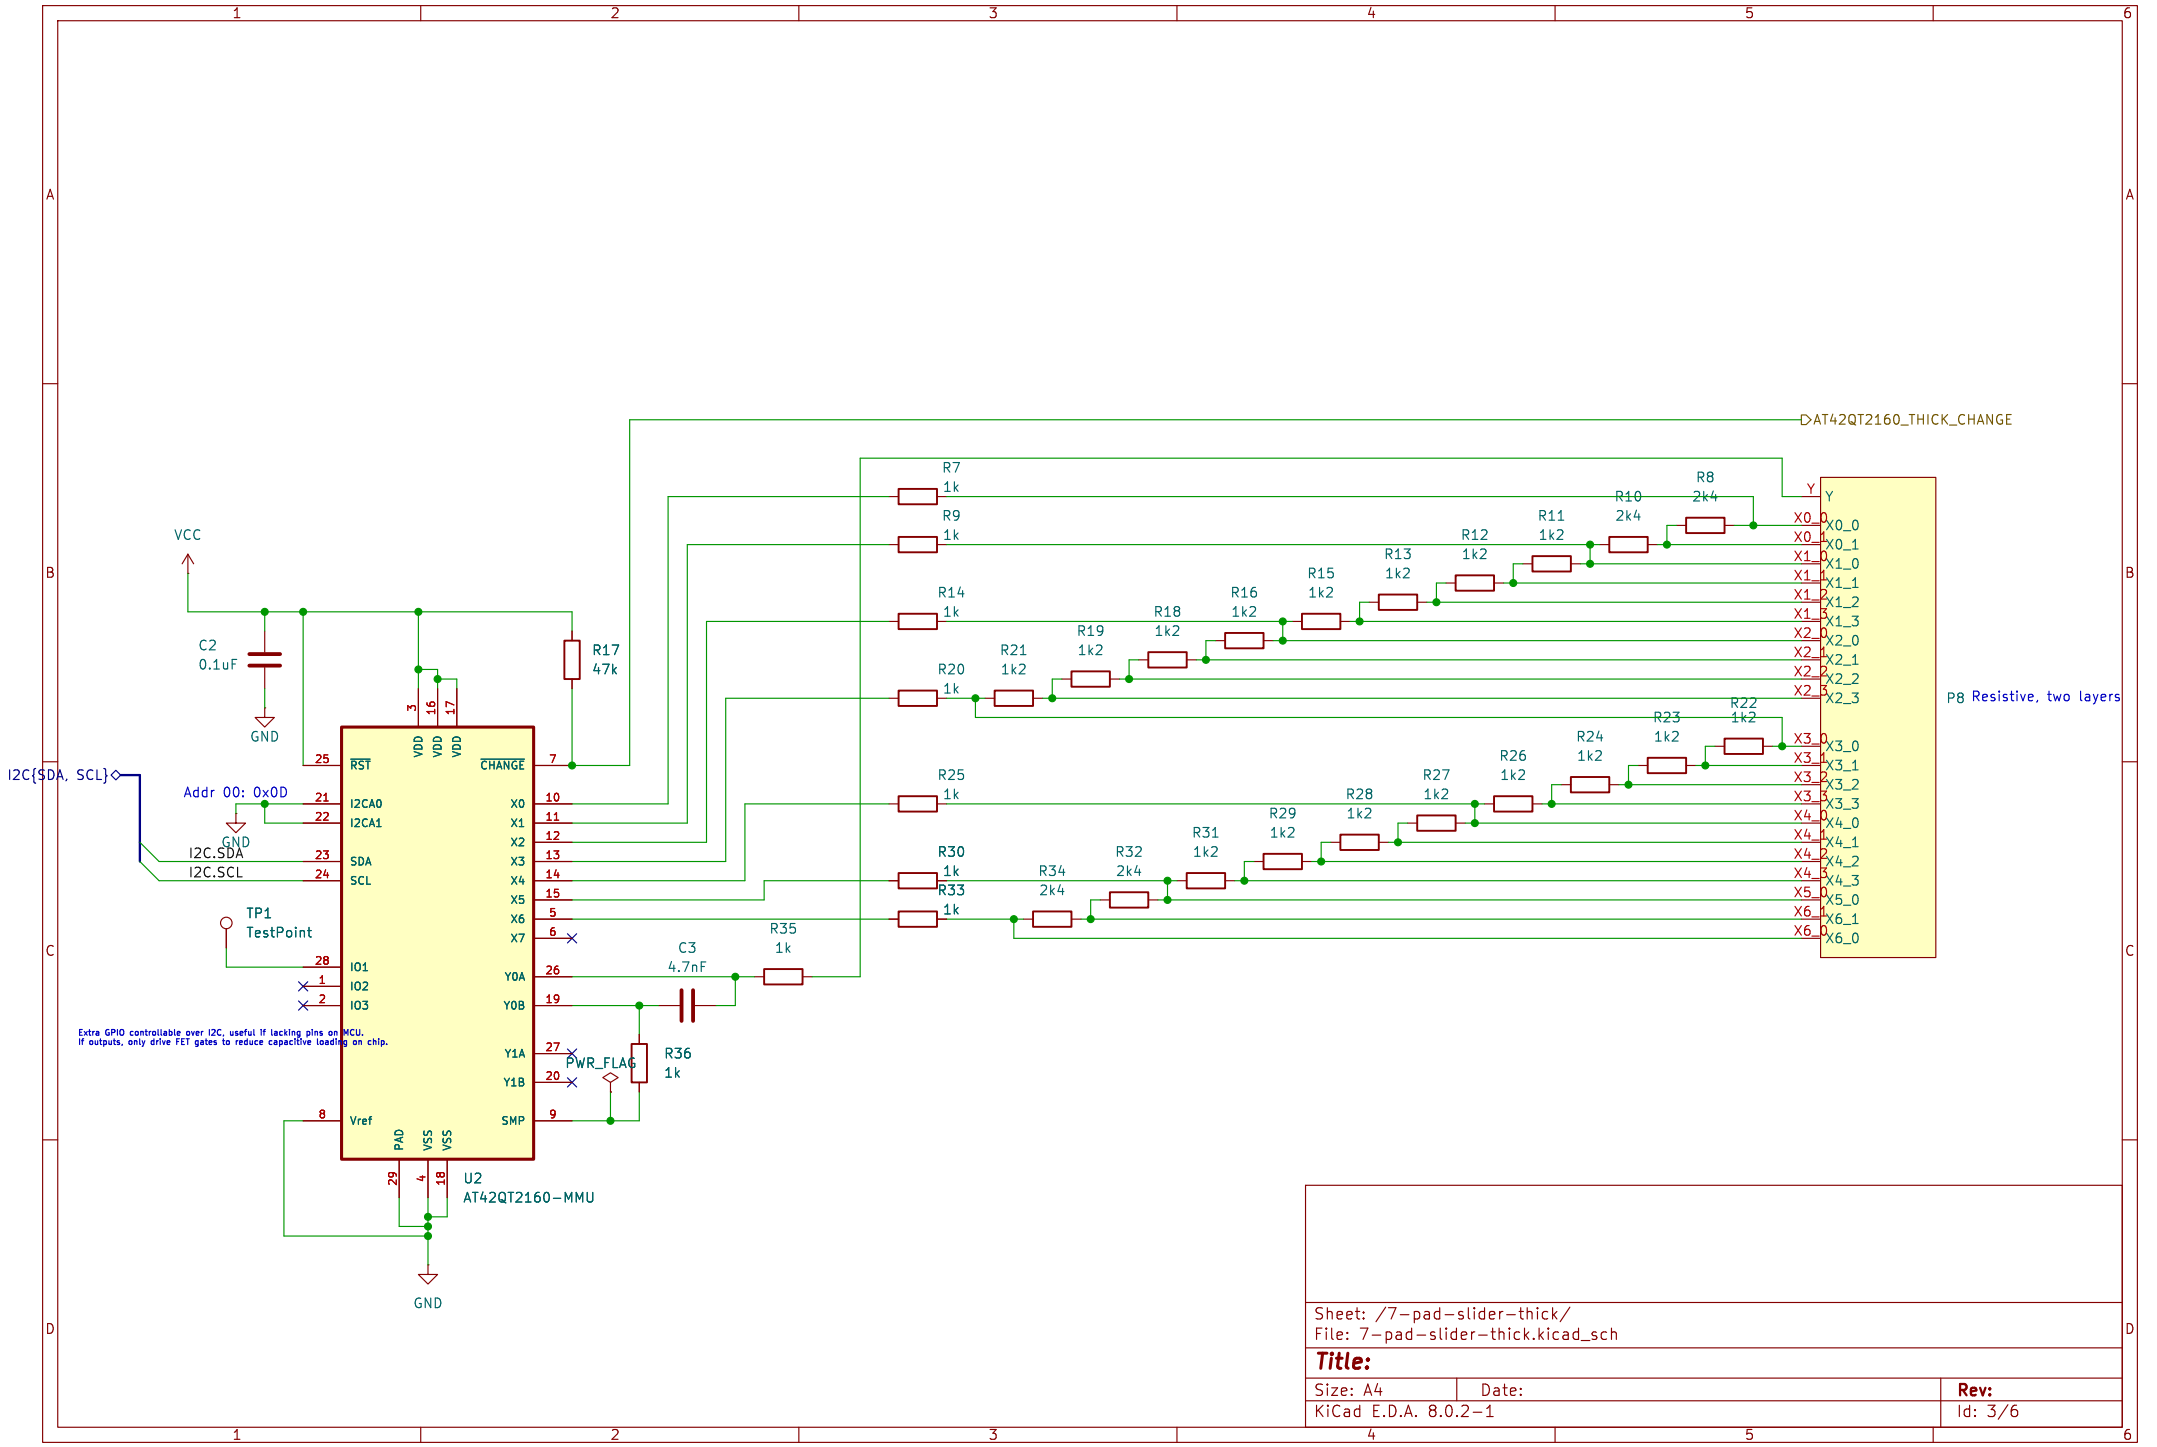 1 2 3 4 5 6
A A
B B
C C
D D
AT42QT2160_THICK_CHANGE
R7
1k
R9
1k
R8
2k4
R10
2k4
R11
1k2
R12
1k2
R13
1k2
R14
1k
R15
1k2
R16
1k2
R18
1k2
R19
1k2
R20
1k
R21
1k2
R22
1k2
R23
1k2
R24
1k2
R25
1k
R26
1k2
R27
1k2
R28
1k2
R29
1k2
R30
1k
R31
1k2
R32
2k4
R33
1k
R34
2k4
R35
1k
C3
4.7nF
R36
1k
PWR_FLAG
VCC
C2
0.1uF
GND
R17
47k
I2C{SDA, SCL}
Addr 00: 0x0D
GND
I2C.SDA
I2C.SCL
TP1
TestPoint
Extra GPIO controllable over I2C, useful if lacking pins on MCU.
If outputs, only drive FET gates to reduce capacitive loading on chip.
3 VDD
16 VDD
17 VDD
25 RST
21 I2CA0
22 I2CA1
23 SDA
24 SCL
28 IO1
1 IO2
2 IO3
8 Vref
CHANGE 7
X0 10
X1 11
X2 12
X3 13
X4 14
X5 15
X6 5
X7 6
Y0A 26
Y0B 19
Y1A 27
Y1B 20
SMP 9
PAD 29
VSS 4
VSS 18
U2
AT42QT2160-MMU
GND
Y Y
X0_0 X0_0
X0_1 X0_1
X1_0 X1_0
X1_1 X1_1
X1_2 X1_2
X1_3 X1_3
X2_0 X2_0
X2_1 X2_1
X2_2 X2_2
X2_3 X2_3
X3_0 X3_0
X3_1 X3_1
X3_2 X3_2
X3_3 X3_3
X4_0 X4_0
X4_1 X4_1
X4_2 X4_2
X4_3 X4_3
X5_0 X5_0
X6_1 X6_1
X6_0 X6_0
P8 Resistive, two layers
Sheet: /7-pad-slider-thick/
File: 7-pad-slider-thick.kicad_sch
Title:
Size: A4 Date: Rev:
KiCad E.D.A. 8.0.2-1 Id: 3/6
1 2 3 4 5 6